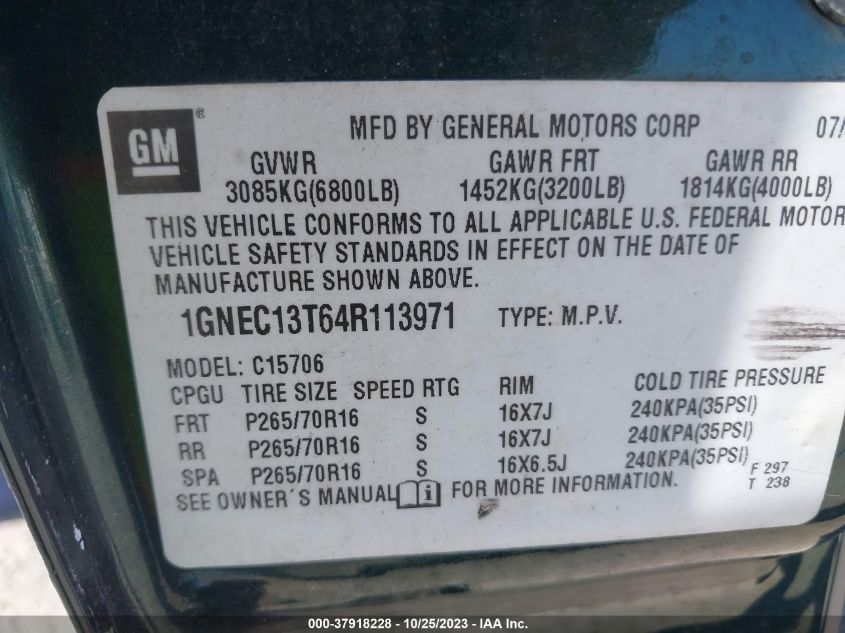 GM ®
MFD BY GENERAL MOTORS CORP 07/
GVWR GAWR FRT GAWR RR
3085KG(6800LB) 1452KG(3200LB) 1814KG(4000LB)
THIS VEHICLE CONFORMS TO ALL APPLICABLE U.S. FEDERAL MOTOR
VEHICLE SAFETY STANDARDS IN EFFECT ON THE DATE OF
MANUFACTURE SHOWN ABOVE.
1GNEC13T64R113971 TYPE: M.P.V.
MODEL: C15706
CPGU TIRE SIZE SPEED RTG RIM COLD TIRE PRESSURE
FRT P265/70R16 S 16X7J 240KPA(35PSI)
RR P265/70R16 S 16X7J 240KPA(35PSI)
SPA P265/70R16 S 16X6.5J 240KPA(35PSI)
SEE OWNER´S MANUAL i FOR MORE INFORMATION.
F 297
T 238
000-37918228 - 10/25/2023 - IAA Inc.